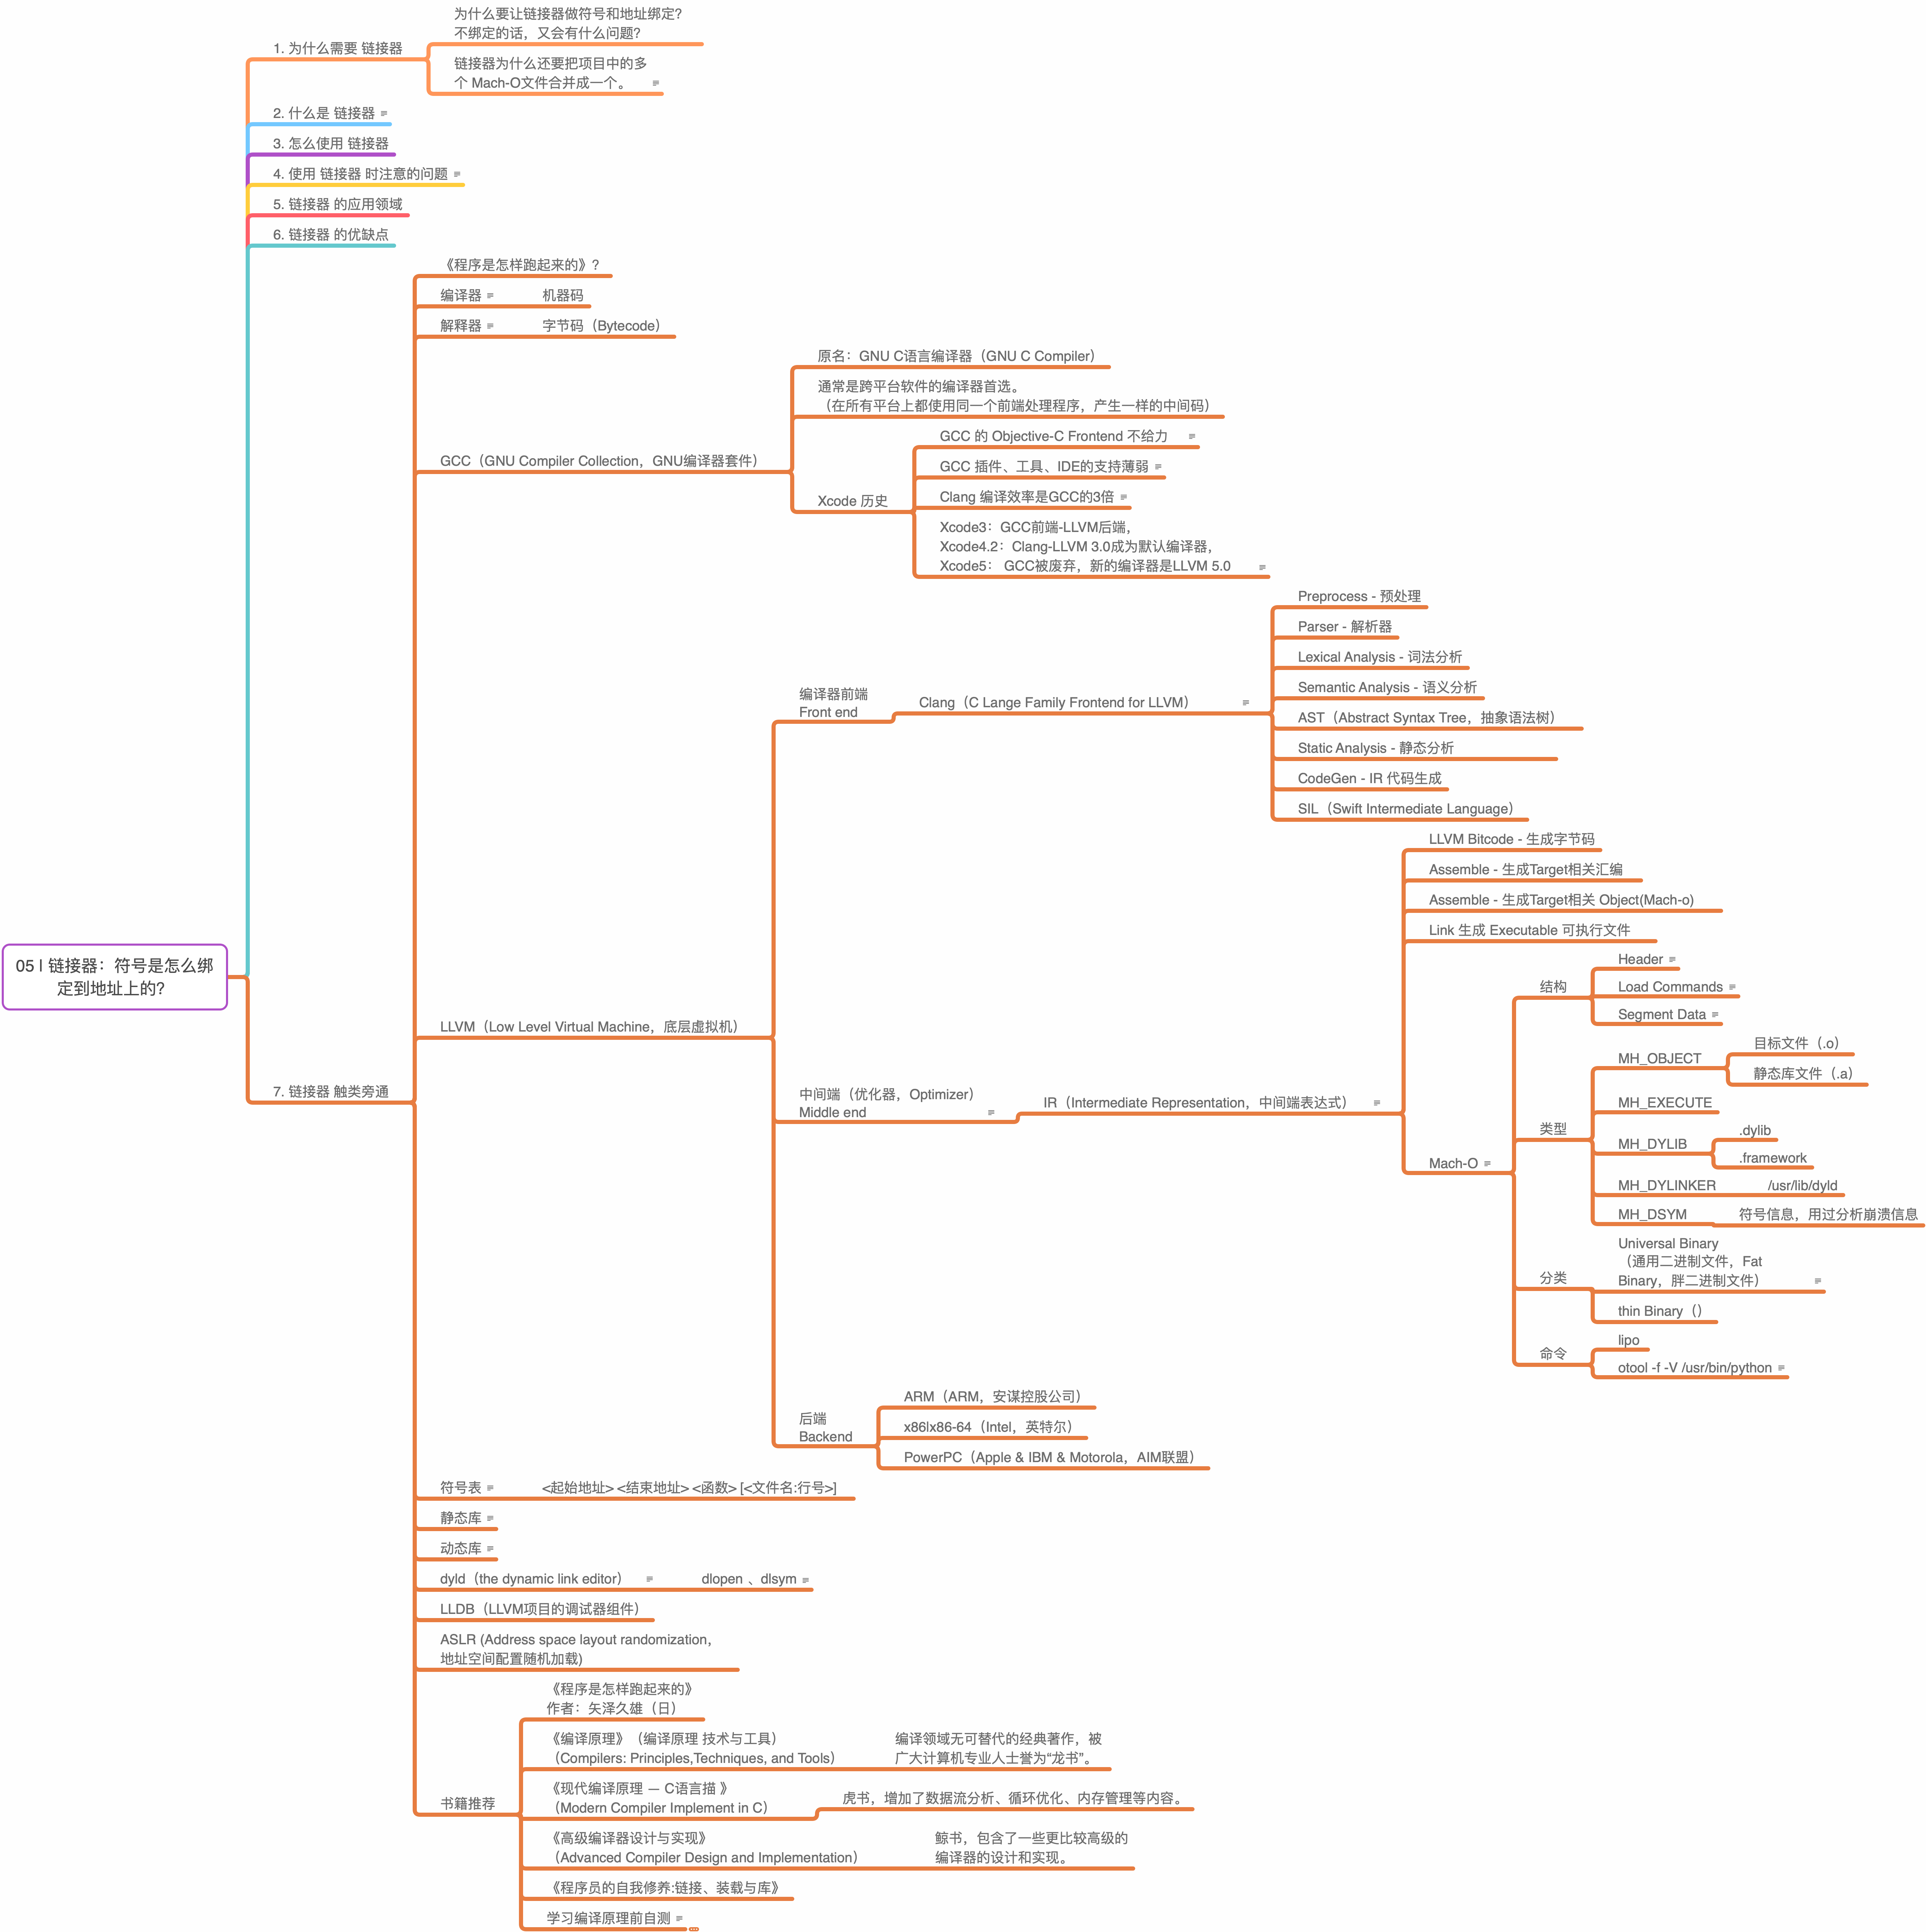 为什么要让链接器做符号和地址绑定?
不绑定的话，又会有什么问题?
1. 为什么需要 链接器
链接器为什么还要把项目中的多
个 Mach-O文件合并成一个。
2. 什么是 链接器
3. 怎么使用 链接器
4. 使用 链接器 时注意的问题
5. 链接器 的应用领域
6. 链接器 的优缺点
《程序是怎样跑起来的》?
编译器
机器码
解释器
字节码（Bytecode）
原名：GNU C语言编译器（GNU C Compiler）
通常是跨平台软件的编译器首选。
（在所有平台上都使用同一个前端处理程序，产生一样的中间码）
GCC（GNU Compiler Collection，GNU编译器套件）
GCC 的 Objective-C Frontend 不给力
GCC 插件、工具、IDE的支持薄弱
Clang 编译效率是GCC的3倍
Xcode 历史
Xcode3：GCC前端-LLVM后端，
Xcode4.2：Clang-LLVM 3.0成为默认编译器，
Xcode5： GCC被废弃，新的编译器是LLVM 5.0
Preprocess - 预处理
Parser - 解析器
Lexical Analysis - 词法分析
Semantic Analysis - 语义分析
编译器前端
Front end
Clang（C Lange Family Frontend for LLVM）
AST（Abstract Syntax Tree，抽象语法树）
Static Analysis - 静态分析
CodeGen - IR 代码生成
SIL（Swift Intermediate Language）
LLVM Bitcode - 生成字节码
Assemble - 生成Target相关汇编
Assemble - 生成Target相关 Object(Mach-o)
Link 生成 Executable 可执行文件
05 | 链接器：符号是怎么绑
定到地址上的?
Header
结构
Load Commands
Segment Data
LLVM（Low Level Virtual Machine，底层虚拟机）
MH_OBJECT
目标文件（.o）
静态库文件（.a）
7. 链接器 触类旁通
中间端（优化器，Optimizer）
Middle end
IR（Intermediate Representation，中间端表达式）
MH_EXECUTE
类型
MH_DYLIB
.dylib
.framework
Mach-O
MH_DYLINKER
/usr/lib/dyld
MH_DSYM
符号信息，用过分析崩溃信息
Universal Binary
（通用二进制文件，Fat
Binary，胖二进制文件）
分类
thin Binary（）
lipo
命令
otool -f -V /usr/bin/python
ARM（ARM，安谋控股公司）
后端
Backend
x86|x86-64（Intel，英特尔）
PowerPC（Apple & IBM & Motorola，AIM联盟）
符号表
<起始地址> <结束地址> <函数> [<文件名:行号>]
静态库
动态库
dyld（the dynamic link editor）
dlopen 、dlsym
LLDB（LLVM项目的调试器组件）
ASLR (Address space layout randomization，
地址空间配置随机加载)
《程序是怎样跑起来的》
作者：矢泽久雄（日）
《编译原理》（编译原理 技术与工具）
（Compilers: Principles,Techniques, and Tools）
编译领域无可替代的经典著作，被
广大计算机专业人士誉为“龙书”。
书籍推荐
《现代编译原理 — C语言描 》
（Modern Compiler Implement in C）
虎书，增加了数据流分析、循环优化、内存管理等内容。
《高级编译器设计与实现》
（Advanced Compiler Design and Implementation）
鲸书，包含了一些更比较高级的
编译器的设计和实现。
《程序员的自我修养:链接、装载与库》
学习编译原理前自测